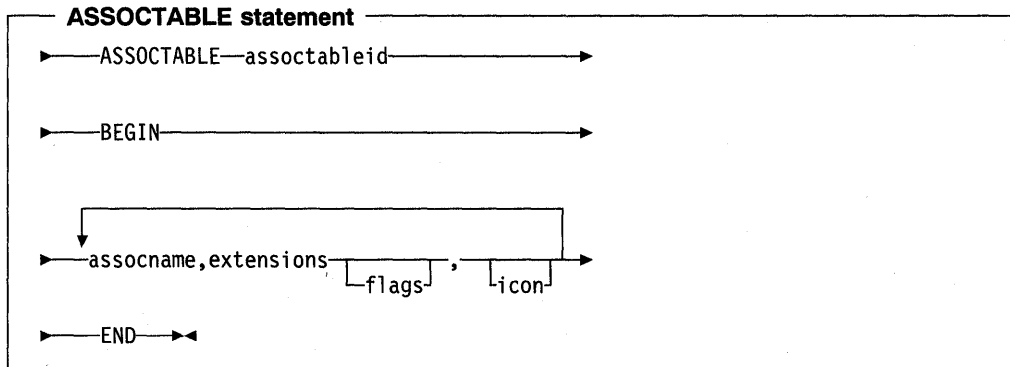 ASSOCTABLE statement
ASSOCTABLE assoctableid
BEGIN
assocname,extensions flags , icon
END